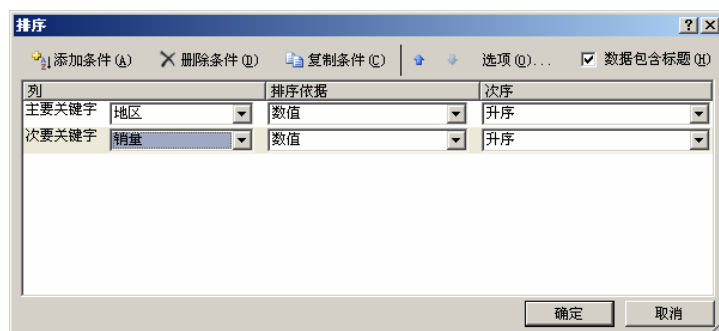 排序
添加条件(A) 删除条件(D) 复制条件(C) 选项(O)... 数据包含标题(H)
列 排序依据 次序
主要关键字 地区 数值 升序
次要关键字 销量 数值 升序
确定 取消